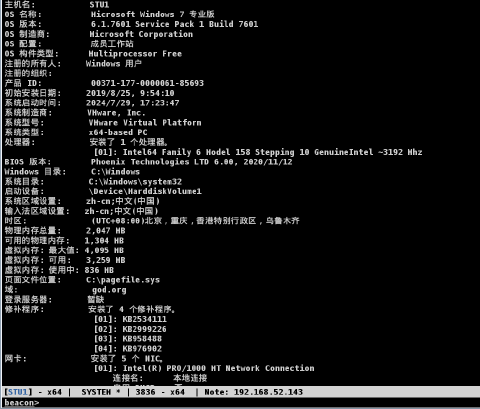 主机名: STU1
OS 名称: Microsoft Windows 7 专业版
OS 版本: 6.1.7601 Service Pack 1 Build 7601
OS 制造商: Microsoft Corporation
OS 配置: 成员工作站
OS 构件类型: Multiprocessor Free
注册的所有人: Windows 用户
注册的组织:
产品 ID: 00371-177-0000061-85693
初始安装日期: 2019/8/25, 9:54:10
系统启动时间: 2024/7/29, 17:23:47
系统制造商: VMware, Inc.
系统型号: VMware Virtual Platform
系统类型: x64-based PC
处理器: 安装了 1 个处理器。
[01]: Intel64 Family 6 Model 158 Stepping 10 GenuineIntel ~3192 Mhz
BIOS 版本: Phoenix Technologies LTD 6.00, 2020/11/12
Windows 目录: C:\Windows
系统目录: C:\Windows\system32
启动设备: \Device\HarddiskVolume1
系统区域设置: zh-cn;中文(中国)
输入法区域设置: zh-cn;中文(中国)
时区: (UTC+08:00)北京，重庆，香港特别行政区，乌鲁木齐
物理内存总量: 2,047 MB
可用的物理内存: 1,304 MB
虚拟内存: 最大值: 4,095 MB
虚拟内存: 可用: 3,259 MB
虚拟内存: 使用中: 836 MB
页面文件位置: C:\pagefile.sys
域: god.org
登录服务器: 暂缺
修补程序: 安装了 4 个修补程序。
[01]: KB2534111
[02]: KB2999226
[03]: KB958488
[04]: KB976902
网卡: 安装了 5 个 NIC。
[01]: Intel(R) PRO/1000 MT Network Connection
连接名: 本地连接
[STU1] - x64 | SYSTEM * | 3836 - x64 | Note: 192.168.52.143
beacon>